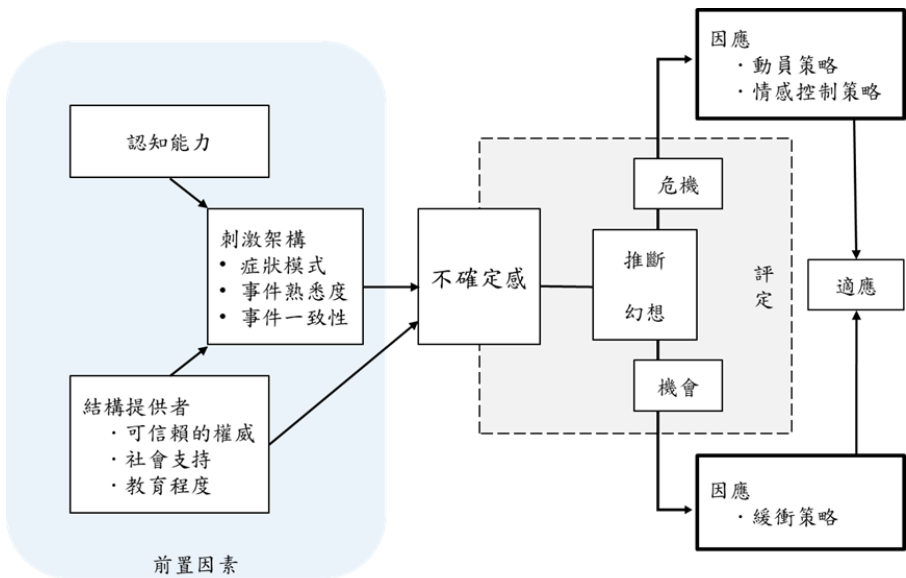 認知能力
刺激架構
• 症狀模式
• 事件熟悉度
• 事件一致性
結構提供者
・可信賴的權威
・社會支持
・教育程度
前置因素
不確定感
危機
推斷
幻想
機會
評定
因應
・動員策略
・情感控制策略
適應
因應
・緩衝策略